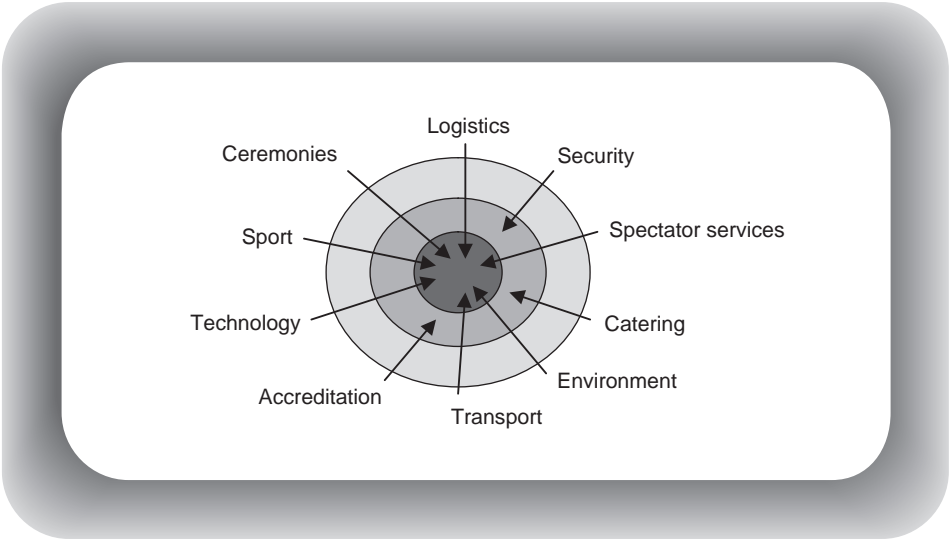 Logistics
Ceremonies
Security
Sport
Spectator services
Technology
Catering
Accreditation
Environment
Transport